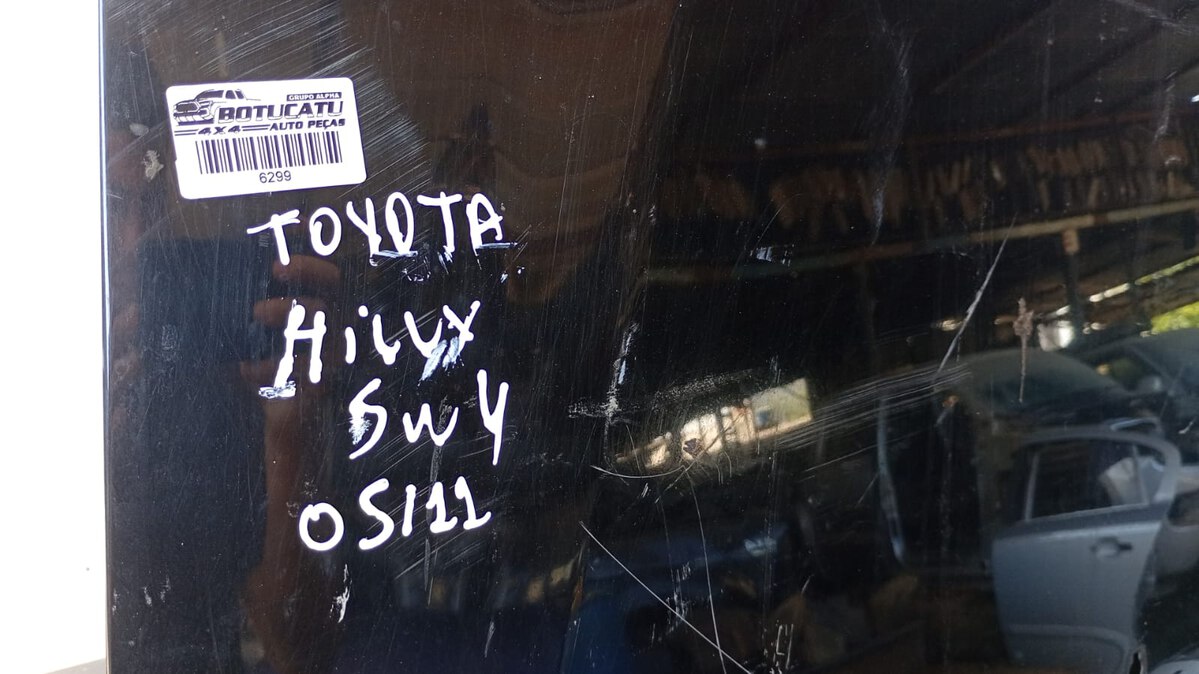 GRUPO ALPHA
BOTUCATU
4X4 AUTO PEÇAS
6299
TOYOTA
HiLUX
SW4
05/11